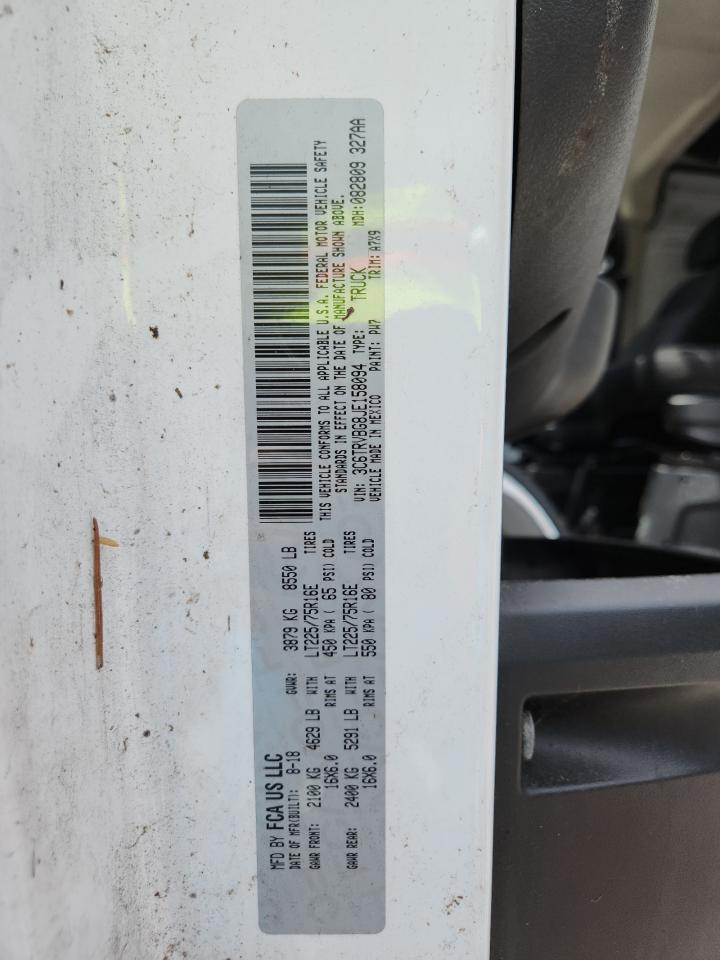 MFD BY FCA US LLC
DATE OF MFR(BUILT): 8-18 GVWR: 3879 KG 8550 LB
GAWR FRONT: 2100 KG 4629 LB WITH LT225/75R16E TIRES
16X6.0 RIMS AT 450 KPA ( 65 PSI) COLD
GAWR REAR: 2400 KG 5291 LB WITH LT225/75R16E TIRES
16X6.0 RIMS AT 550 KPA ( 80 PSI) COLD
THIS VEHICLE CONFORMS TO ALL APPLICABLE U.S.A. FEDERAL MOTOR VEHICLE SAFETY
STANDARDS IN EFFECT ON THE DATE OF MANUFACTURE SHOWN ABOVE.
VIN: 3C6TRVBG8JE158094 TYPE: TRUCK MDH:082809 327AA
VEHICLE MADE IN MEXICO PAINT: PW7 TRIM: A7X9